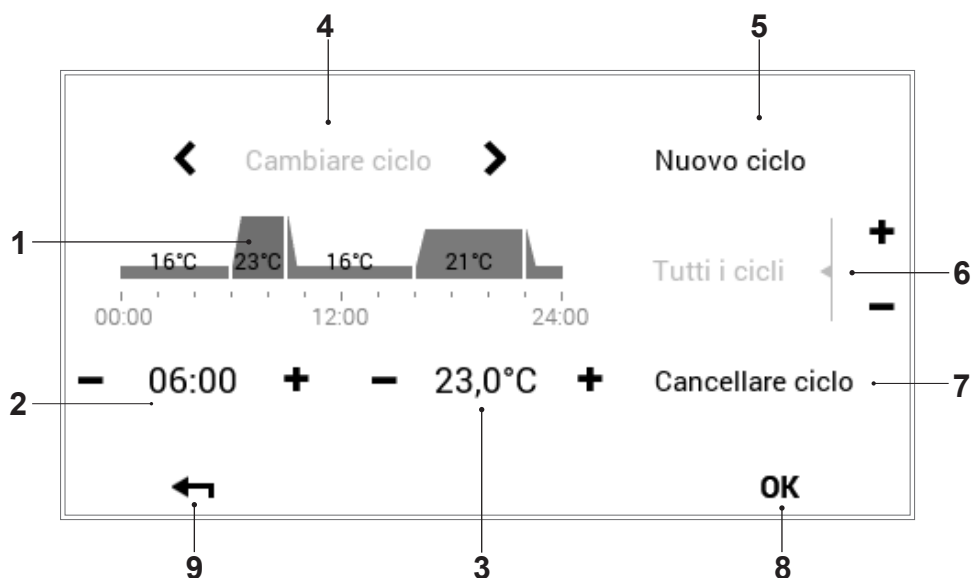 4 5
Cambiare ciclo Nuovo ciclo
1
16°C 23°C 16°C 21°C
+
Tutti i cicli 6
−
00:00 12:00 24:00
− 06:00 + − 23,0°C + Cancellare ciclo 7
2
OK
9 3 8